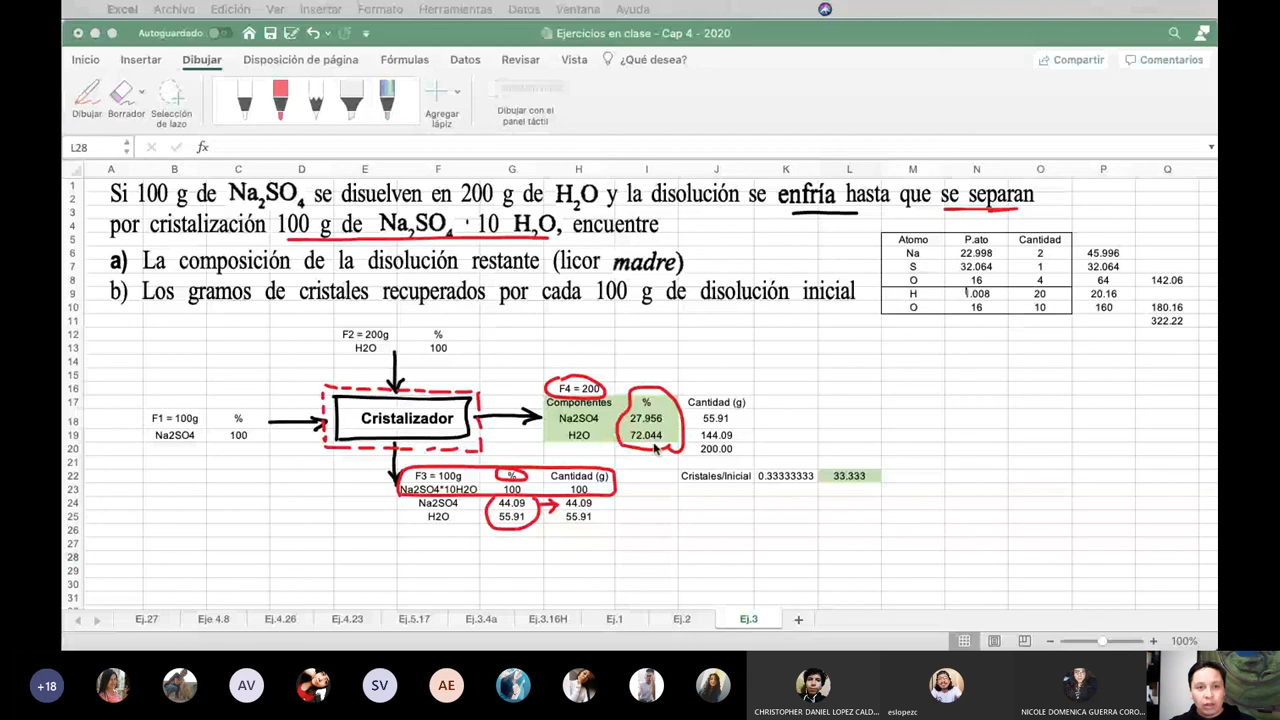 Excel Archivo Edición Ver Insertar Formato Herramientas Datos Ventana Ayuda
Autoguardado Ejercicios en clase - Cap 4 - 2020
Inicio Insertar Dibujar Disposición de página Fórmulas Datos Revisar Vista ¿Qué desea? Compartir Comentarios
Dibujar Borrador Selección de lazo Agregar lápiz Dibujar con el panel táctil
L28 fx
A B C D E F G H I J K L M N O P Q
1 Si 100 g de Na2SO4 se disuelven en 200 g de H2O y la disolución se enfría hasta que se separan
por cristalización 100 g de Na2SO4 · 10 H2O, encuentre
a) La composición de la disolución restante (licor madre)
b) Los gramos de cristales recuperados por cada 100 g de disolución inicial
Atomo P.ato Cantidad
Na 22.998 2 45.996
S 32.064 1 32.064
O 16 4 64 142.06
H 1.008 20 20.16
O 16 10 160 180.16
322.22
F2 = 200g %
H2O 100
F4 = 200
Componentes % Cantidad (g)
F1 = 100g % Cristalizador Na2SO4 27.956 55.91
Na2SO4 100 H2O 72.044 144.09
200.00
F3 = 100g % Cantidad (g) Cristales/Inicial 0.33333333 33.333
Na2SO4*10H2O 100 100
Na2SO4 44.09 44.09
H2O 55.91 55.91
Ej.27 Eje 4.8 Ej.4.26 Ej.4.23 Ej.5.17 Ej.3.4a Ej.3.16H Ej.1 Ej.2 Ej.3
100%
+18 AV SV AE
CHRISTOPHER DANIEL LOPEZ CALD... eslopezc NICOLE DOMENICA GUERRA CORO...